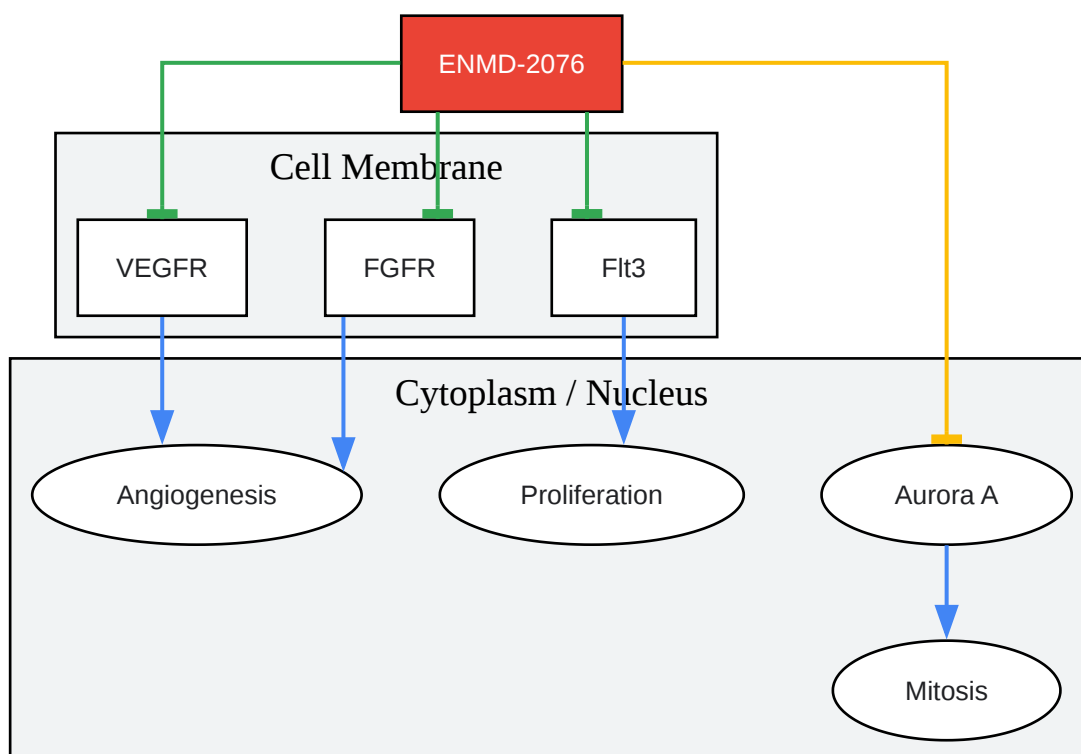 ENMD-2076
Cell Membrane
VEGFR
FGFR
Flt3
Cytoplasm / Nucleus
Angiogenesis
Proliferation
Aurora A
Mitosis